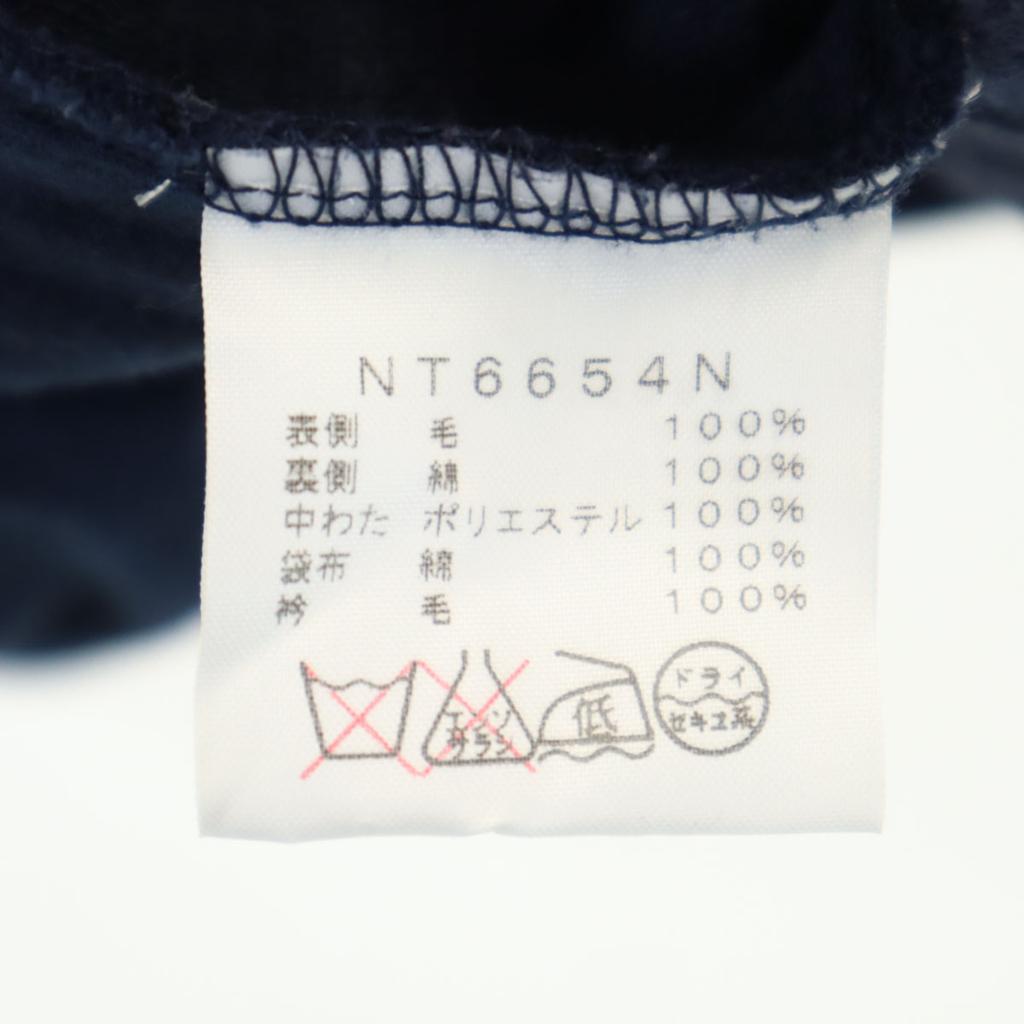 NT6654N
表側 毛 100%
裏側 綿 100%
中わた ポリエステル 100%
袋布 綿 100%
衿 毛 100%
エンソ
サラシ
低
ドライ
セキユ系